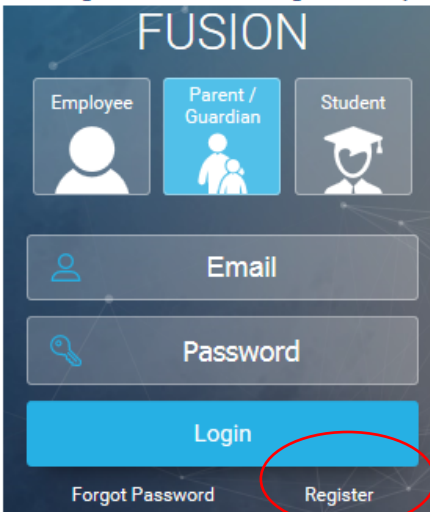 FUSION
Employee
Parent /
Guardian
Student
Email
Password
Login
Forgot Password
Register